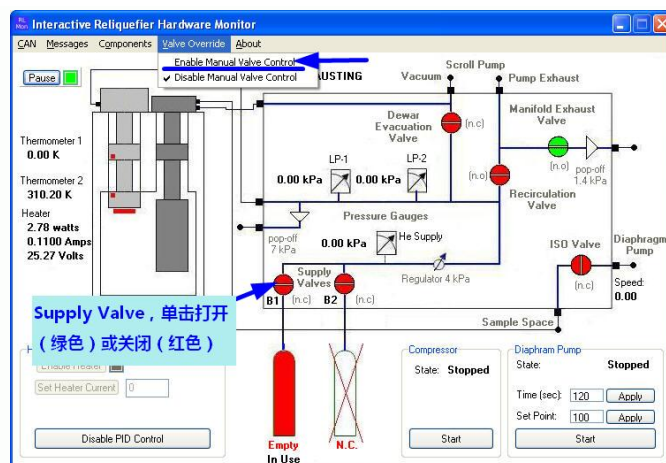 RL
Mon
Interactive Reliquefier Hardware Monitor
CAN Messages Components Valve Override About
Enable Manual Valve Control
✓ Disable Manual Valve Control
AUSTING
Pause
Scroll Pump
Vacuum
Pump Exhaust
Manifold Exhaust
Valve
Dewar
Evacuation
Valve
(n.c)
(n.o)
pop-off
1.4 kPa
Thermometer 1
0.00 K
Thermometer 2
310.20 K
Heater
2.78 watts
0.1100 Amps
25.27 Volts
LP-1
LP-2
0.00 kPa
0.00 kPa
(n.o)
Recirculation
Valve
Pressure Gauges
pop-off
7 kPa
0.00 kPa
He Supply
ISO Valve
Diaphragm
Pump
Regulator 4 kPa
Supply
Valves
(n.c)
Speed:
0.00
B1
(n.c)
B2
(n.c)
Supply Valve，单击打开
（绿色）或关闭（红色）
Sample Space
H
Enable Heater
Set Heater Current
0
Disable PID Control
Empty
In Use
N.C.
Compressor
State: Stopped
Start
Diaphram Pump
State: Stopped
Time (sec): 120 Apply
Set Point: 100 Apply
Start